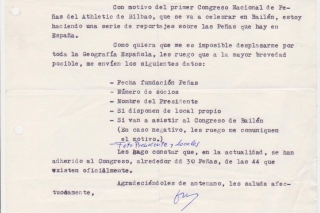 Con motivo del primer Congreso Nacional de Pe-
ñas del Athletic de Bilbao, que se va a celebrar en Bailén, estoy
haciendo una serie de reportajes sobre las Peñas que hay en
España.
Como quiera que me es imposible desplazarme por
toda la Geografía Española, les ruego que a la mayor brevedad
posible, me envíen los siguientes datos:
- Fecha fundación Peñas
- Número de socios
- Nombre del Presidente
- Si disponen de local propio
- Si van a asistir al Congreso de Bailén
(En caso negativo, les ruego me comuniquen
el motivo.)
Foto Presidente y locales
Les hago constar que, en la actualidad, se han
adherido al Congreso, alrededor de 30 Peñas, de las 44 que
existen oficialmente.
Agradeciéndoles de antemano, les saluda afec-
tuosamente,